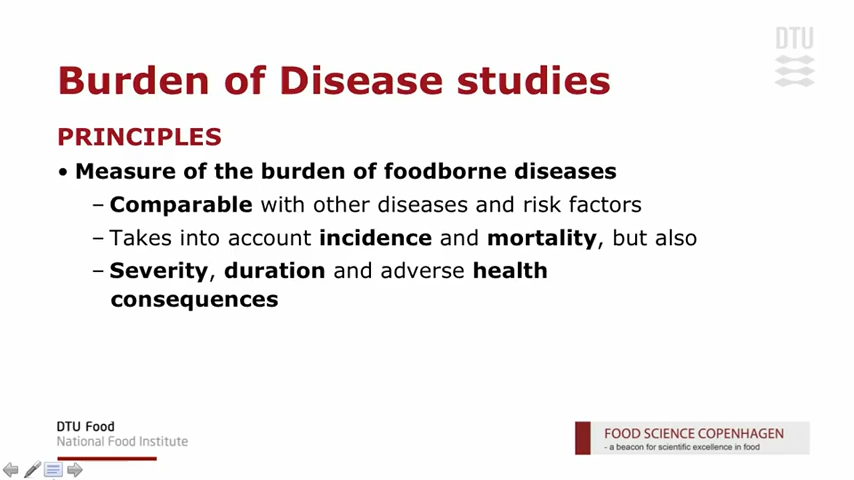 DTU
Burden of Disease studies
PRINCIPLES
• Measure of the burden of foodborne diseases
– Comparable with other diseases and risk factors
– Takes into account incidence and mortality, but also
– Severity, duration and adverse health
consequences
DTU Food
National Food Institute
FOOD SCIENCE COPENHAGEN
- a beacon for scientific excellence in food